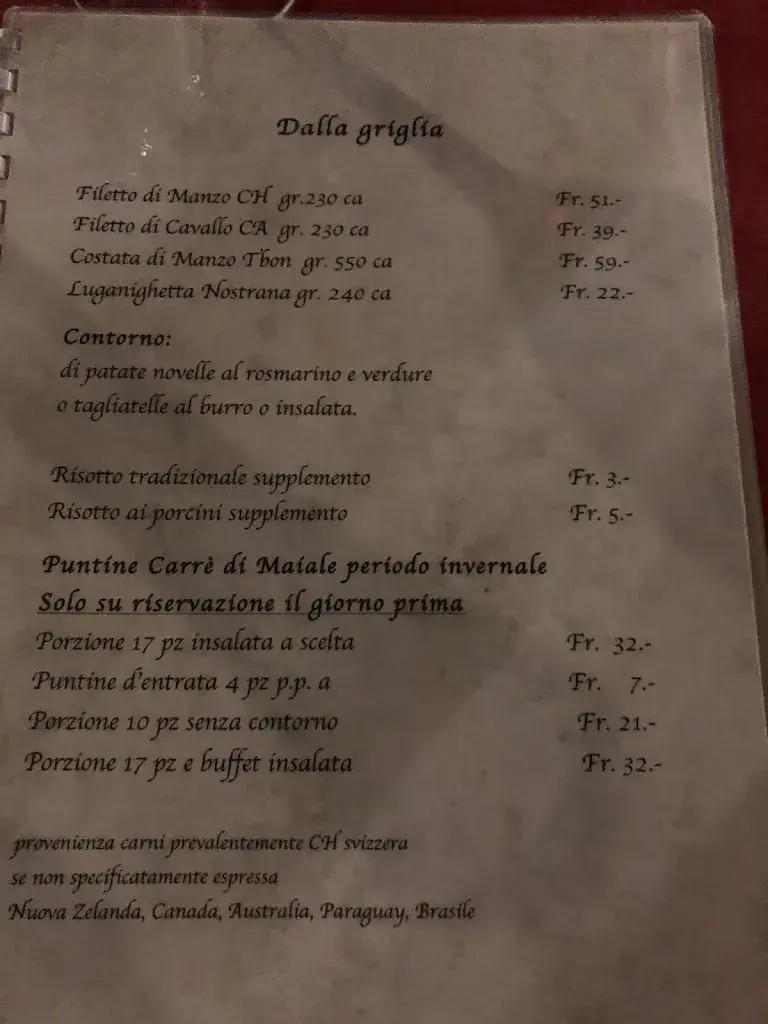 Dalla griglia
Filetto di Manzo CH gr.230 ca Fr. 51.-
Filetto di Cavallo CA gr. 230 ca Fr. 39.-
Costata di Manzo Tbon gr. 550 ca Fr. 59.-
Luganighetta Nostrana gr. 240 ca Fr. 22.-
Contorno:
di patate novelle al rosmarino e verdure
o tagliatelle al burro o insalata.
Risotto tradizionale supplemento Fr. 3.-
Risotto ai porcini supplemento Fr. 5.-
Puntine Carrè di Maiale periodo invernale
Solo su riservazione il giorno prima
Porzione 17 pz insalata a scelta Fr. 32.-
Puntine d'entrata 4 pz p.p. a Fr. 7.-
Porzione 10 pz senza contorno Fr. 21.-
Porzione 17 pz e buffet insalata Fr. 32.-
provenienza carni prevalentemente CH svizzera
se non specificatamente espressa
Nuova Zelanda, Canada, Australia, Paraguay, Brasile